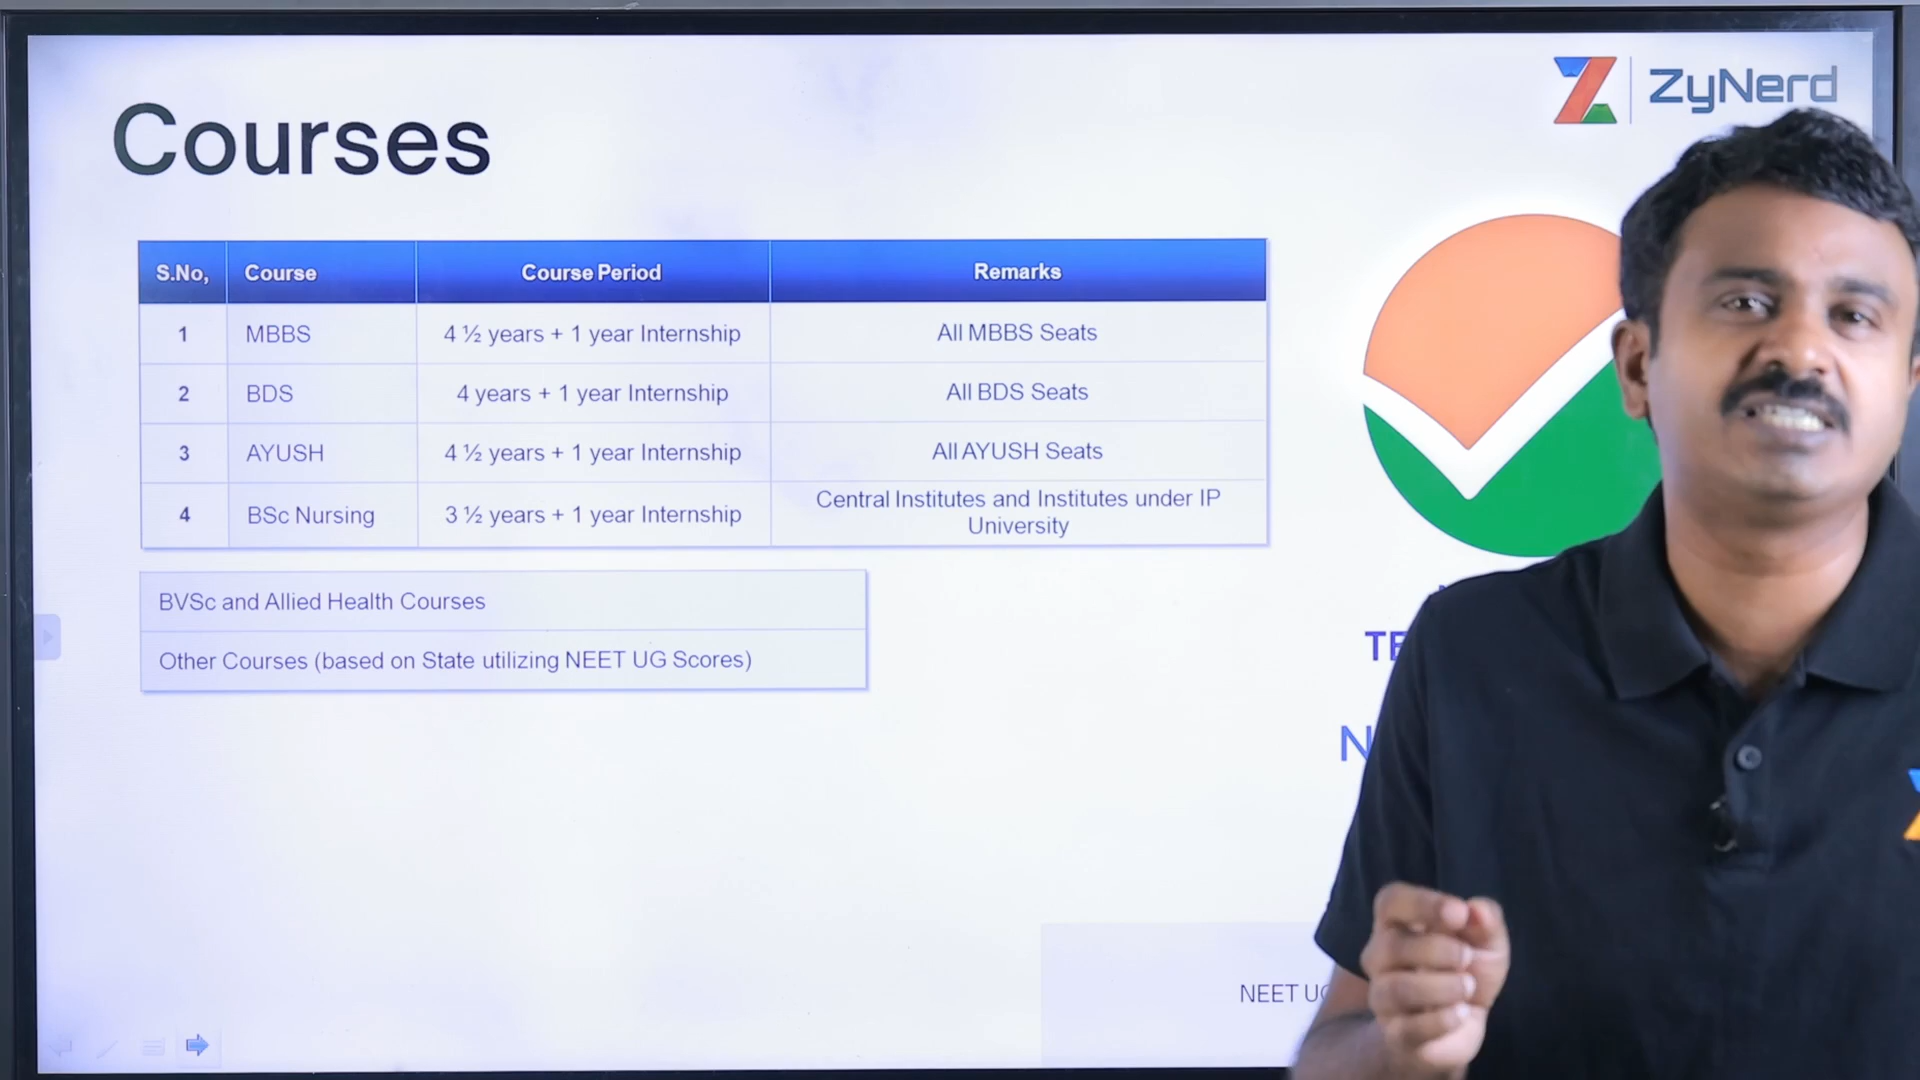 ZyNerd
Courses
S.No, Course Course Period Remarks
1 MBBS 4 ½ years + 1 year Internship All MBBS Seats
2 BDS 4 years + 1 year Internship All BDS Seats
3 AYUSH 4 ½ years + 1 year Internship All AYUSH Seats
4 BSc Nursing 3 ½ years + 1 year Internship Central Institutes and Institutes under IP
University
BVSc and Allied Health Courses
Other Courses (based on State utilizing NEET UG Scores)
NEET